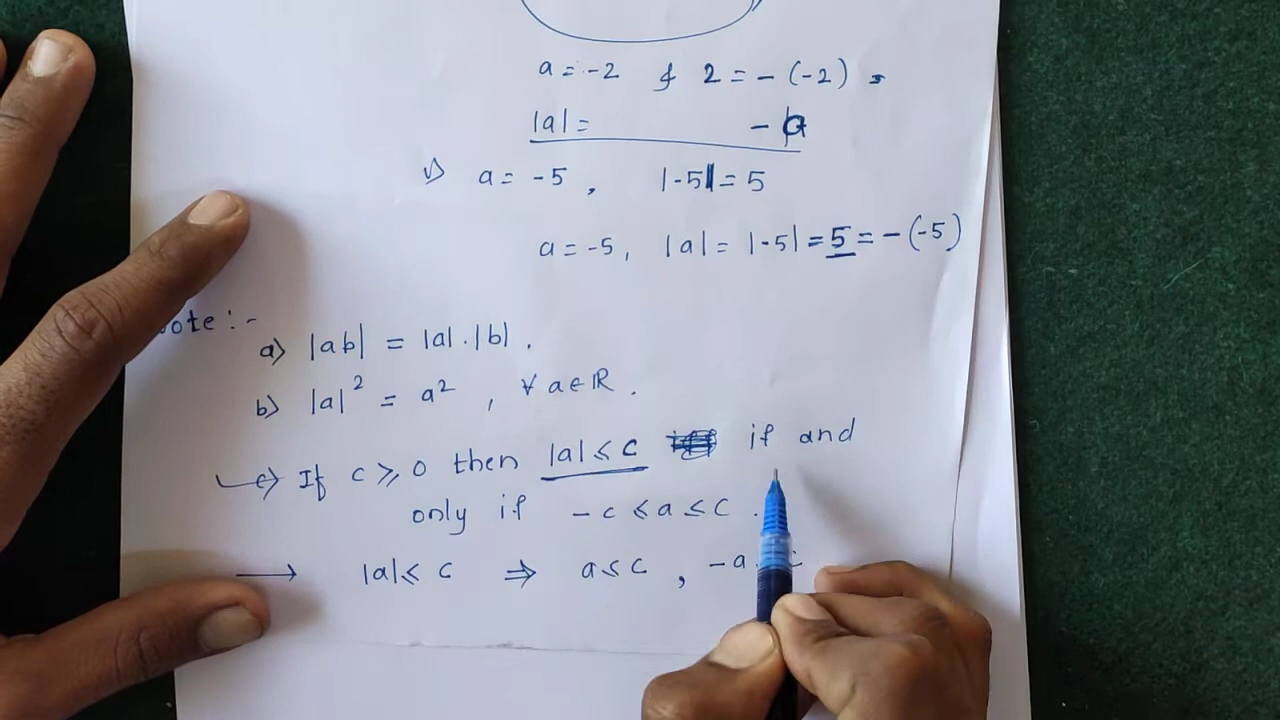 a = -2 & 2 = -(-2)
|a| = -a
v) a = -5, |-5| = 5
a = -5, |a| = |-5| = 5 = -(-5)
ote :-
a) |ab| = |a|.|b|.
b) |a|² = a², ∀ a∈ℝ.
c) If c ≥ 0 then |a| ≤ c if and
only if -c ≤ a ≤ c.
→ |a| ≤ c ⇒ a ≤ c, -a